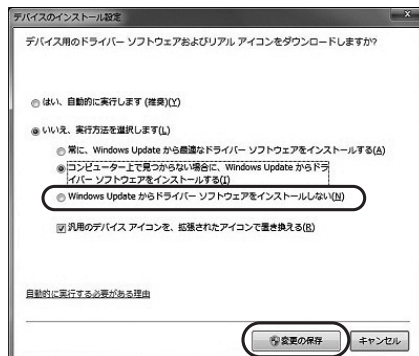 デバイスのインストール設定
デバイス用のドライバー ソフトウェアおよびリアル アイコンをダウンロードしますか?
はい、自動的に実行します (推奨)(Y)
いいえ、実行方法を選択します(L)
常に、Windows Update から最適なドライバー ソフトウェアをインストールする(A)
コンピューター上で見つからない場合に、Windows Update からドラ
イバー ソフトウェアをインストールする(I)
Windows Update からドライバー ソフトウェアをインストールしない(N)
汎用のデバイス アイコンを、拡張されたアイコンで置き換える(R)
自動的に実行する必要がある理由
変更の保存
キャンセル